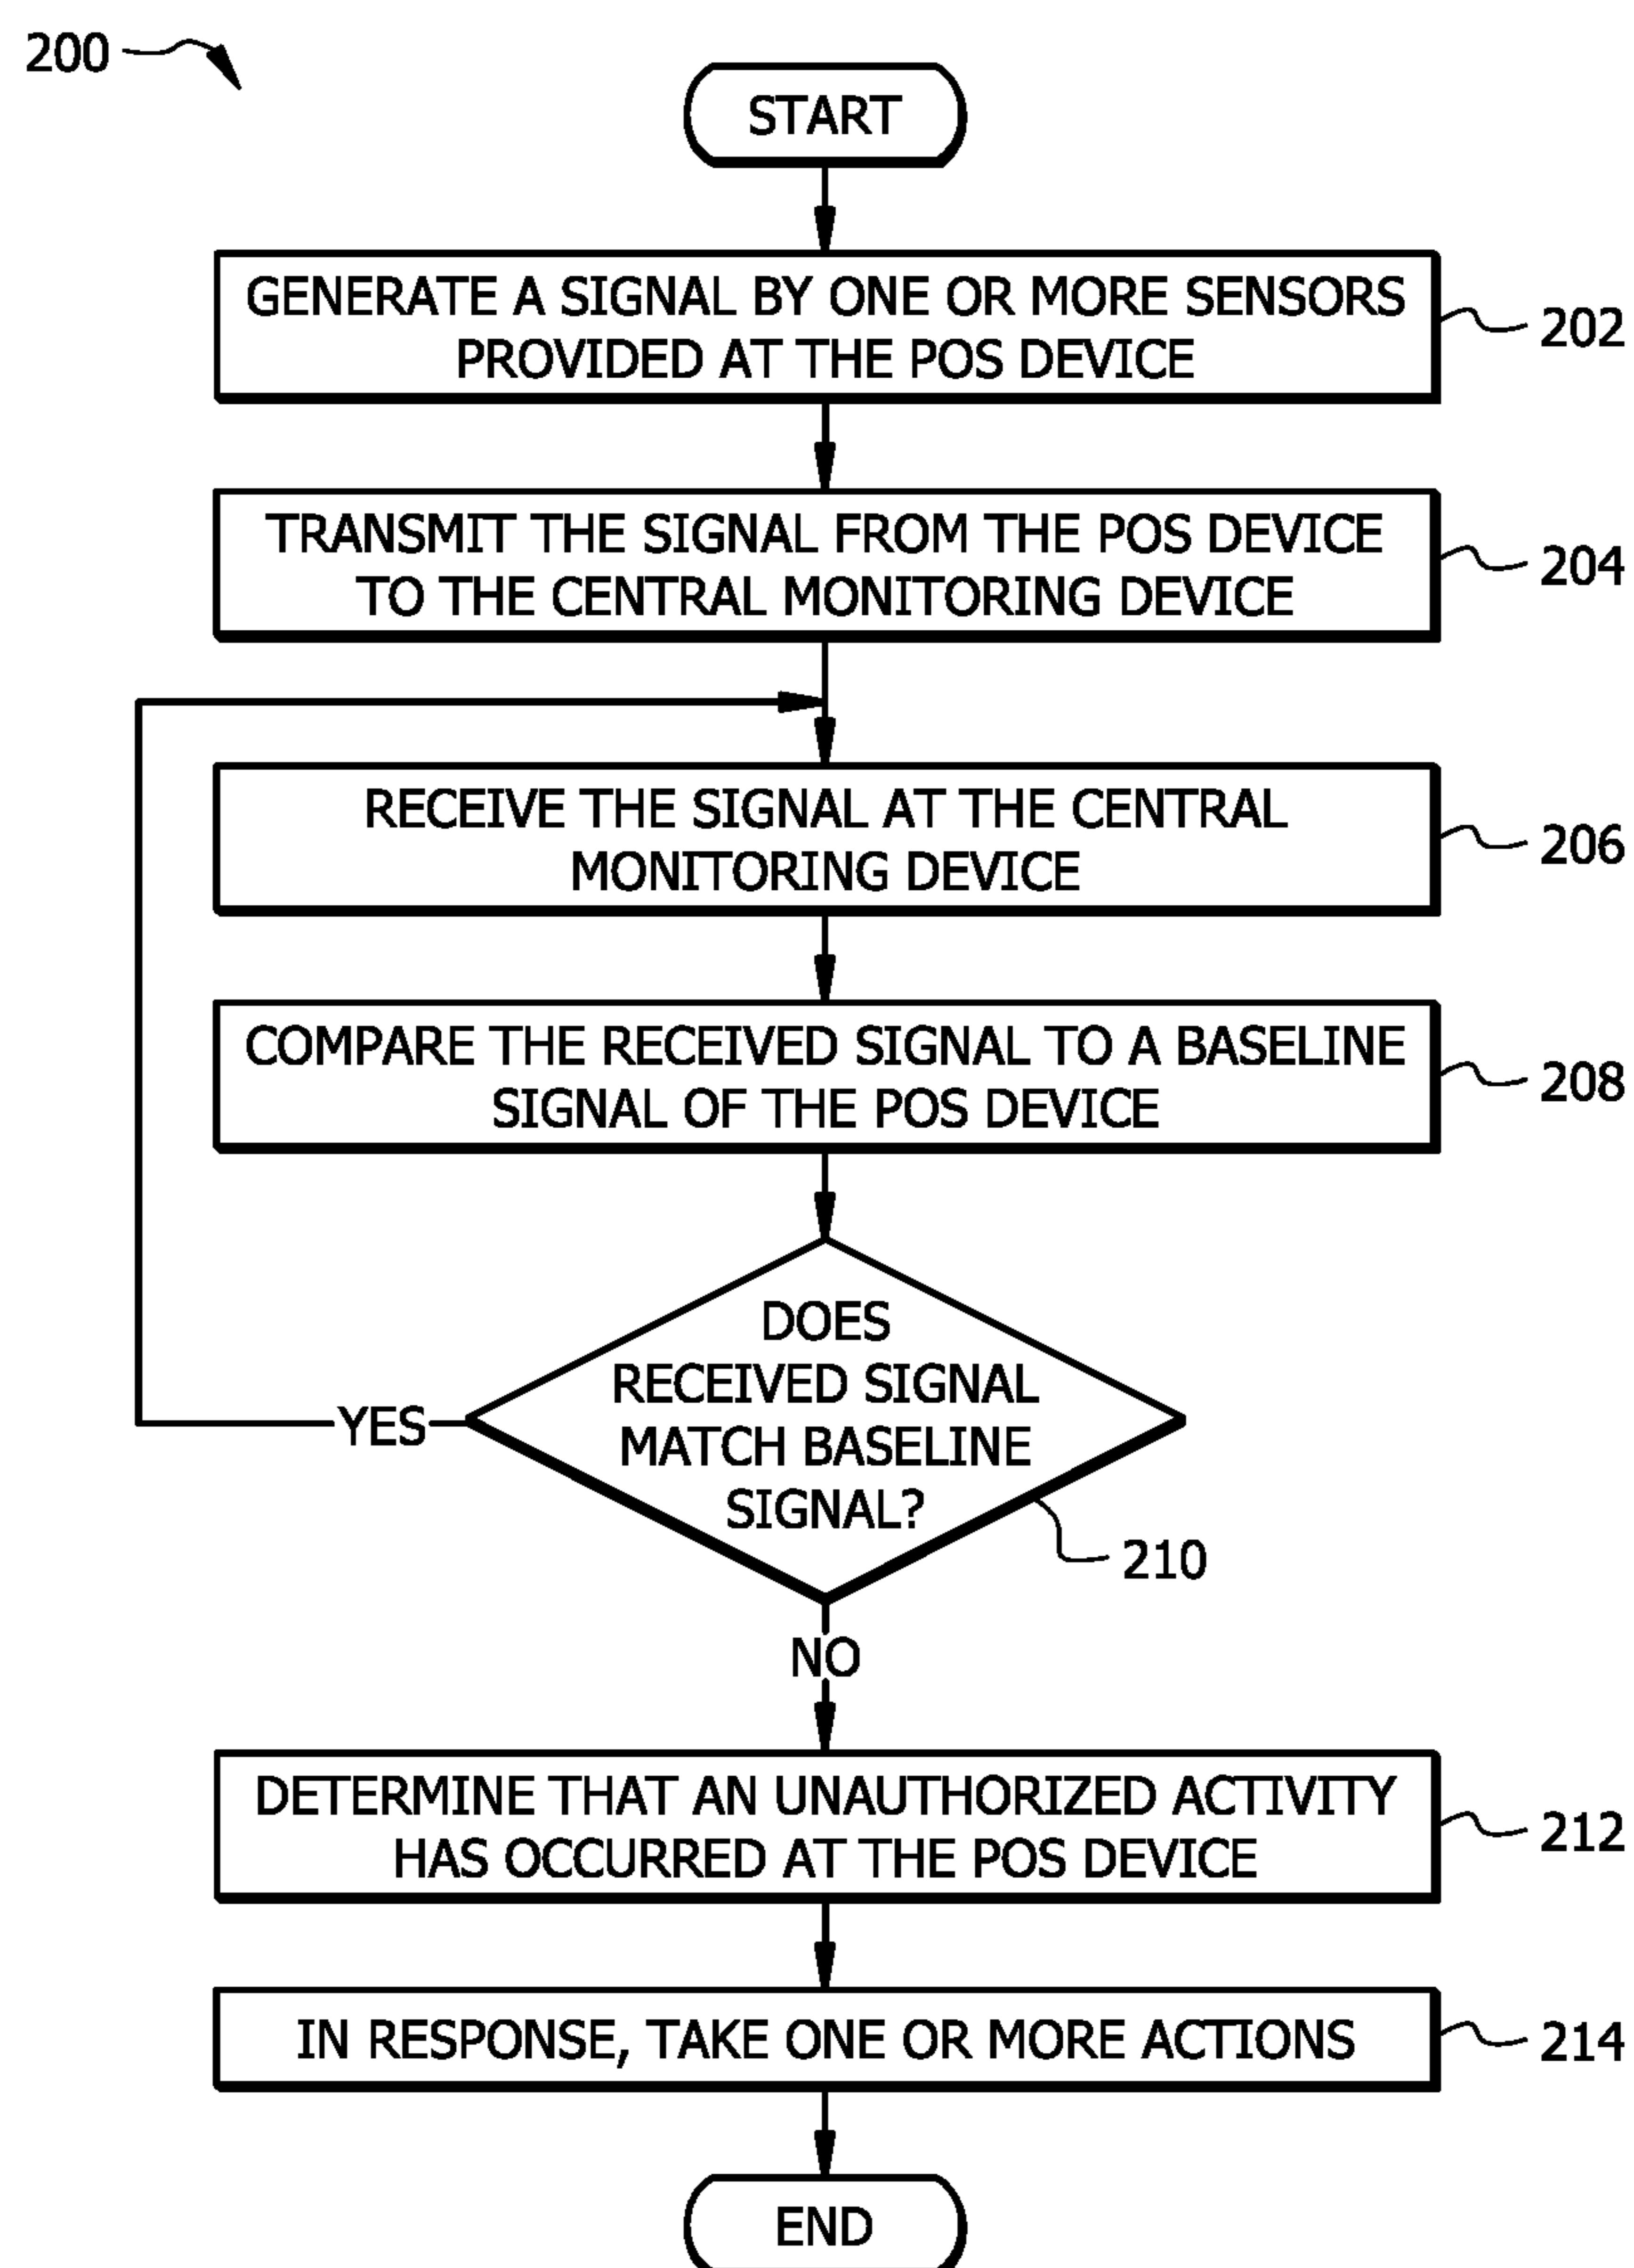 200
START
GENERATE A SIGNAL BY ONE OR MORE SENSORS
PROVIDED AT THE POS DEVICE
202
TRANSMIT THE SIGNAL FROM THE POS DEVICE
TO THE CENTRAL MONITORING DEVICE
204
RECEIVE THE SIGNAL AT THE CENTRAL
MONITORING DEVICE
206
COMPARE THE RECEIVED SIGNAL TO A BASELINE
SIGNAL OF THE POS DEVICE
208
DOES
RECEIVED SIGNAL
MATCH BASELINE
SIGNAL?
YES
210
NO
DETERMINE THAT AN UNAUTHORIZED ACTIVITY
HAS OCCURRED AT THE POS DEVICE
212
IN RESPONSE, TAKE ONE OR MORE ACTIONS
214
END